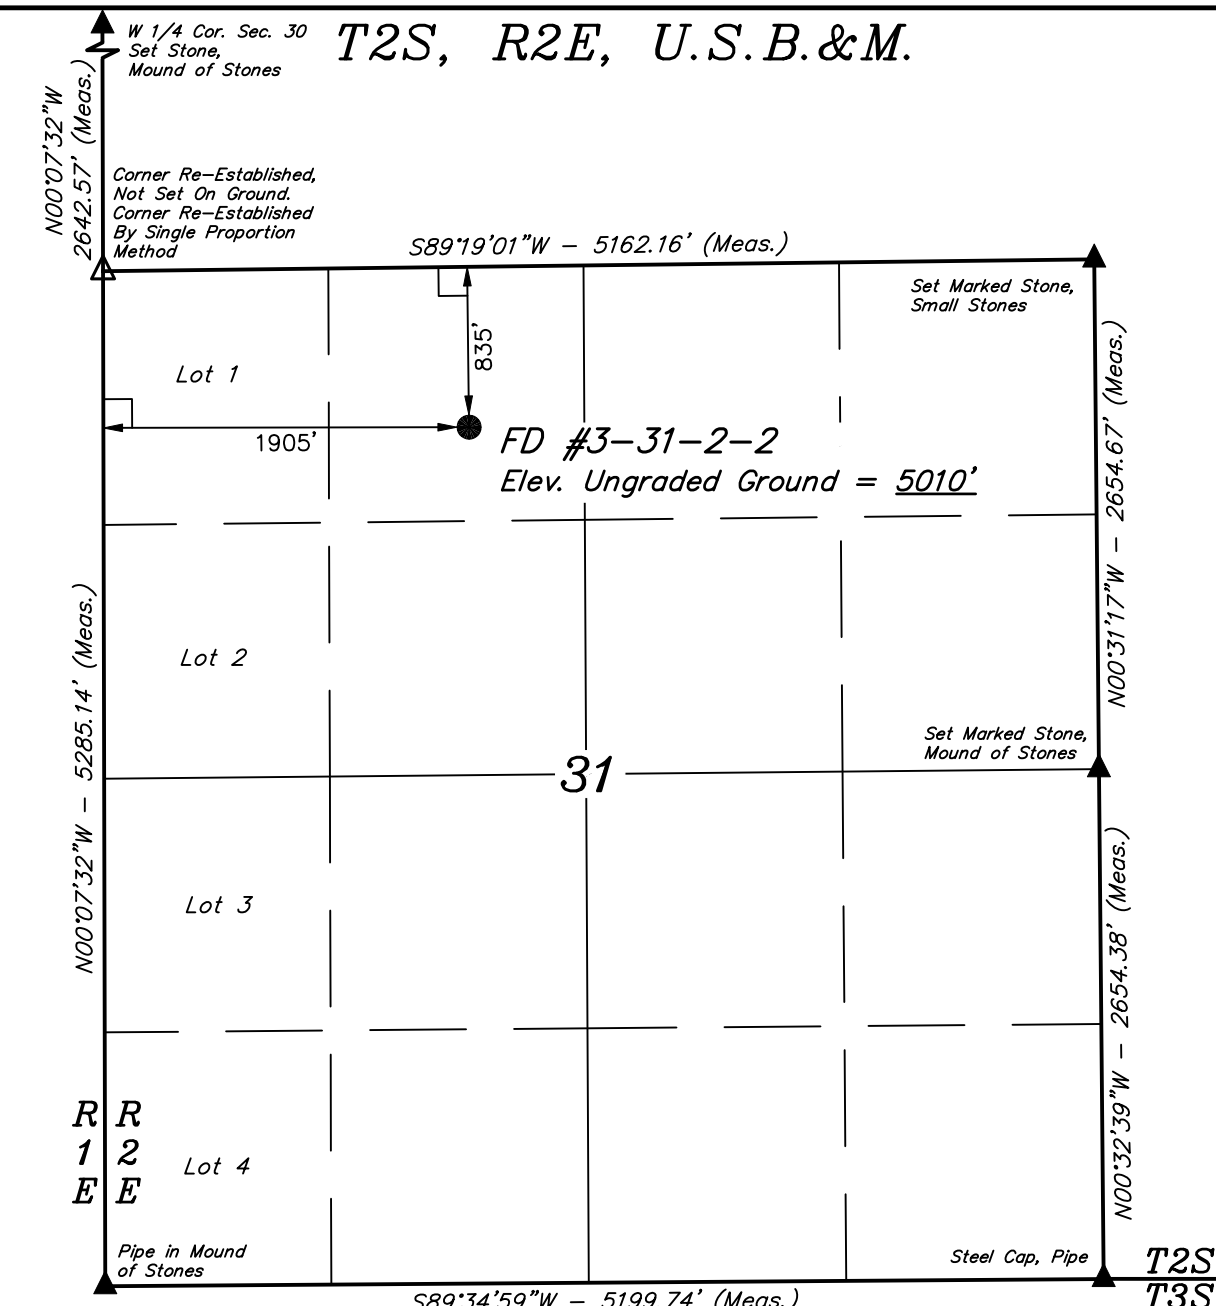 W 1/4 Cor. Sec. 30
Set Stone,
Mound of Stones
T2S, R2E, U.S.B.&M.
N00°07'32"W
2642.57' (Meas.)
Corner Re-Established,
Not Set On Ground.
Corner Re-Established
By Single Proportion
Method
S89°19'01"W - 5162.16' (Meas.)
Set Marked Stone,
Small Stones
835'
Lot 1
1905'
FD #3-31-2-2
Elev. Ungraded Ground = 5010'
N00°31'17"W - 2654.67' (Meas.)
Lot 2
N00°07'32"W - 5285.14' (Meas.)
Set Marked Stone,
Mound of Stones
31
Lot 3
N00°32'39"W - 2654.38' (Meas.)
R R
1 2
E E
Lot 4
Pipe in Mound
of Stones
Steel Cap, Pipe
T2S
T3S
S89°34'59"W - 5199.74' (Meas.)